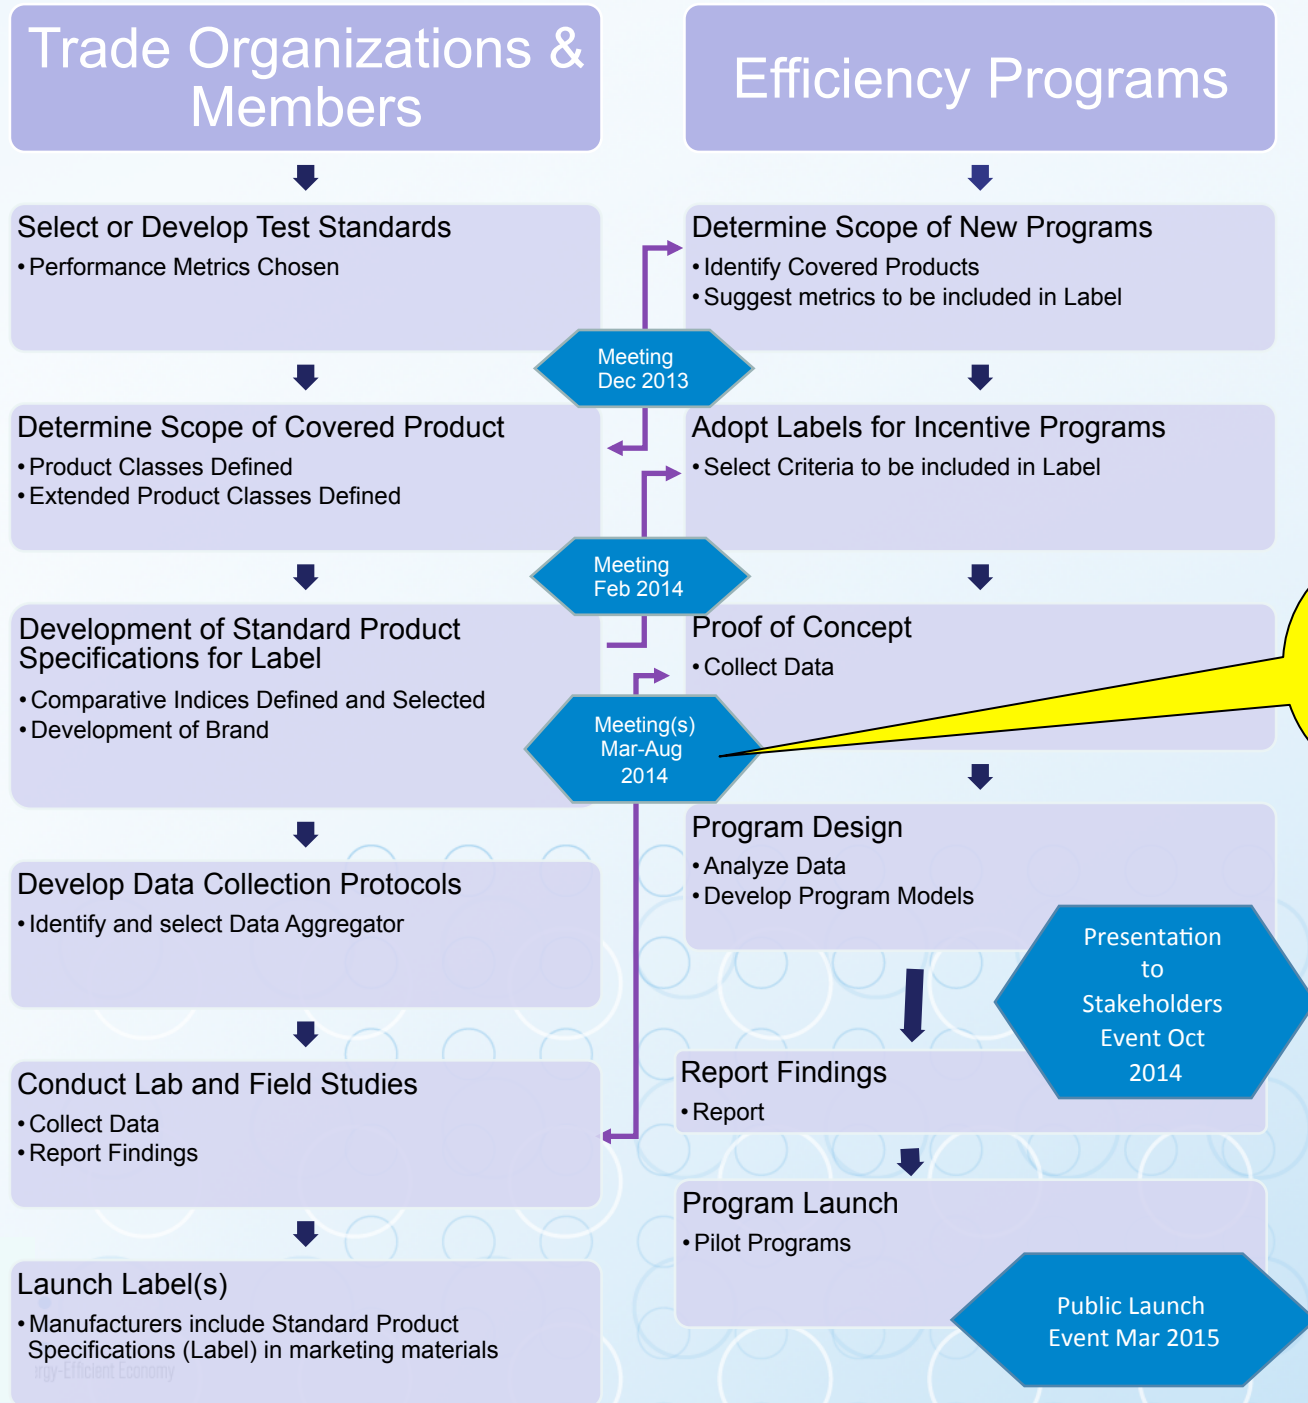 Trade Organizations &
Members
Select or Develop Test Standards
• Performance Metrics Chosen
Determine Scope of Covered Product
• Product Classes Defined
• Extended Product Classes Defined
Development of Standard Product
Specifications for Label
• Comparative Indices Defined and Selected
• Development of Brand
Develop Data Collection Protocols
• Identify and select Data Aggregator
Conduct Lab and Field Studies
• Collect Data
• Report Findings
Launch Label(s)
• Manufacturers include Standard Product
Specifications (Label) in marketing materials
rgy-Efficient Economy
Meeting
Dec 2013
Meeting
Feb 2014
Meeting(s)
Mar-Aug
2014
Efficiency Programs
Determine Scope of New Programs
• Identify Covered Products
• Suggest metrics to be included in Label
Adopt Labels for Incentive Programs
• Select Criteria to be included in Label
Proof of Concept
• Collect Data
Program Design
• Analyze Data
• Develop Program Models
Presentation
to
Stakeholders
Event Oct
2014
Report Findings
• Report
Program Launch
• Pilot Programs
Public Launch
Event Mar 2015